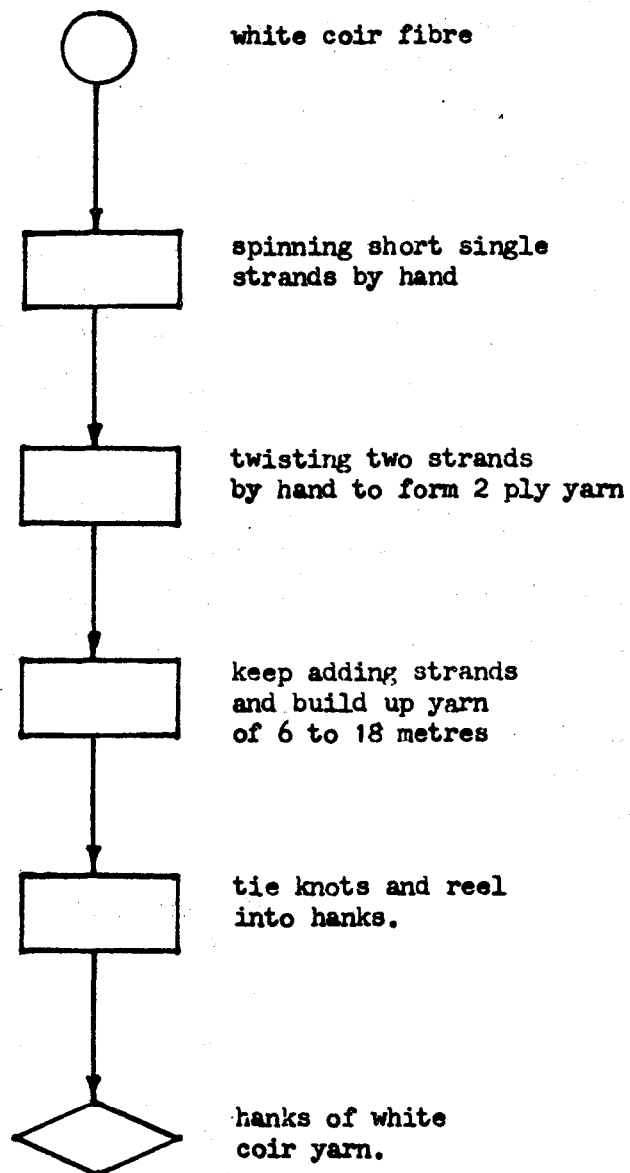 white coir fibre
spinning short single
strands by hand
twisting two strands
by hand to form 2 ply yarn
keep adding strands
and build up yarn
of 6 to 18 metres
tie knots and reel
into hanks.
hanks of white
coir yarn.